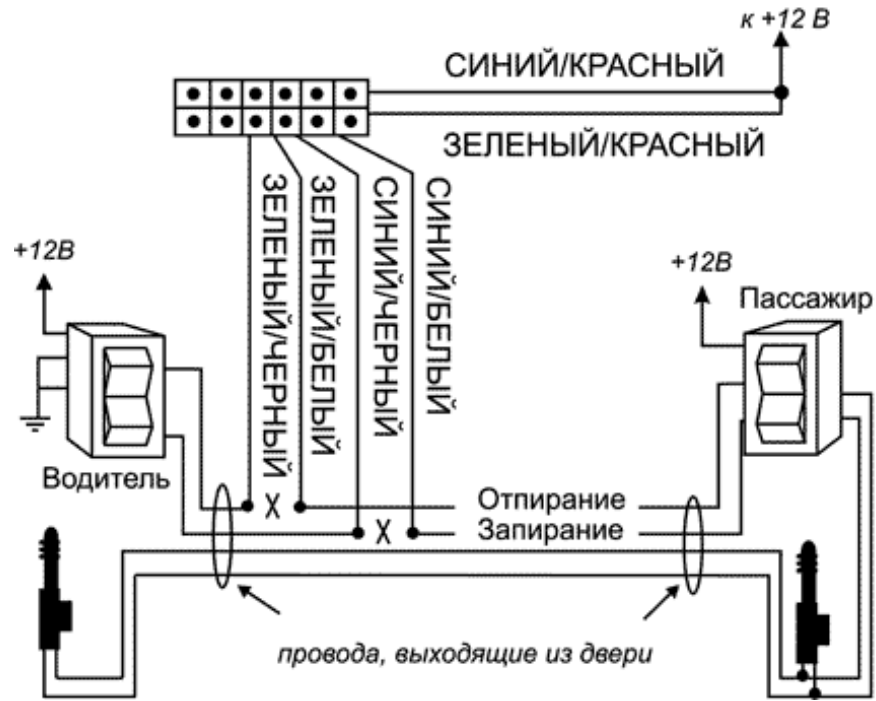 к +12 В
СИНИЙ/КРАСНЫЙ
ЗЕЛЕНЫЙ/КРАСНЫЙ
ЗЕЛЕНЫЙ/ЧЕРНЫЙ
ЗЕЛЕНЫЙ/БЕЛЫЙ
СИНИЙ/ЧЕРНЫЙ
СИНИЙ/БЕЛЫЙ
+12В
+12В
Пассажир
Водитель
X
Отпирание
X
Запирание
провода, выходящие из двери